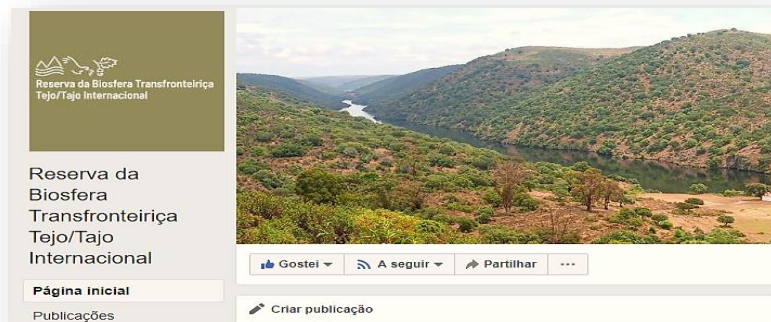 Reserva da Biosfera Transfronteiriça
Tejo/Tajo Internacional
Reserva da
Biosfera
Transfronteiriça
Tejo/Tajo
Internacional
Página inicial
Publicações
Gostei
A seguir
Partilhar
Criar publicação